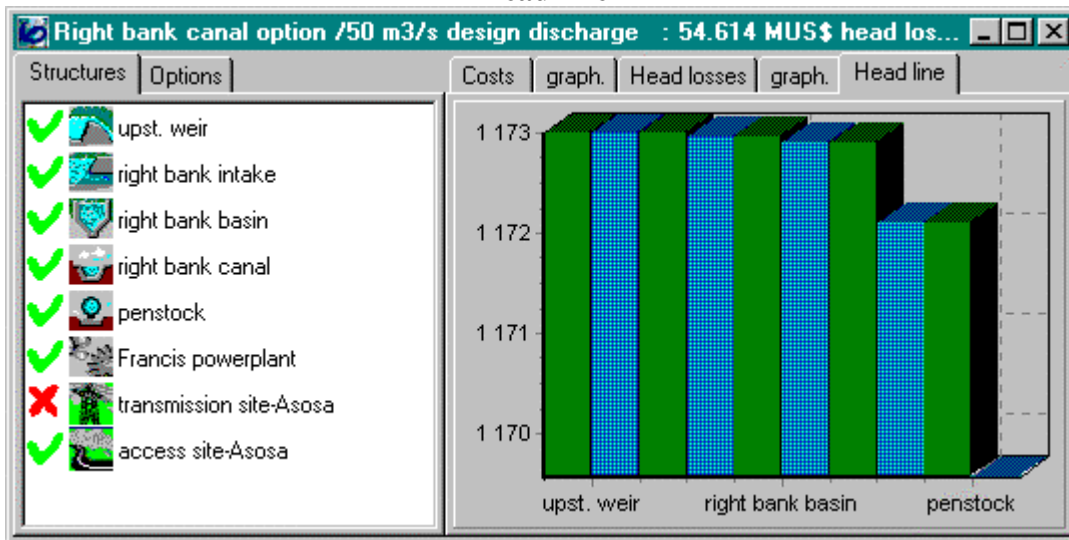 Right bank canal option /50 m3/s design discharge : 54.614 MUS$ head los...
Structures Options
Costs graph. Head losses graph. Head line
upst. weir
right bank intake
right bank basin
right bank canal
penstock
Francis powerplant
transmission site-Asosa
access site-Asosa
1 173
1 172
1 171
1 170
upst. weir right bank basin penstock